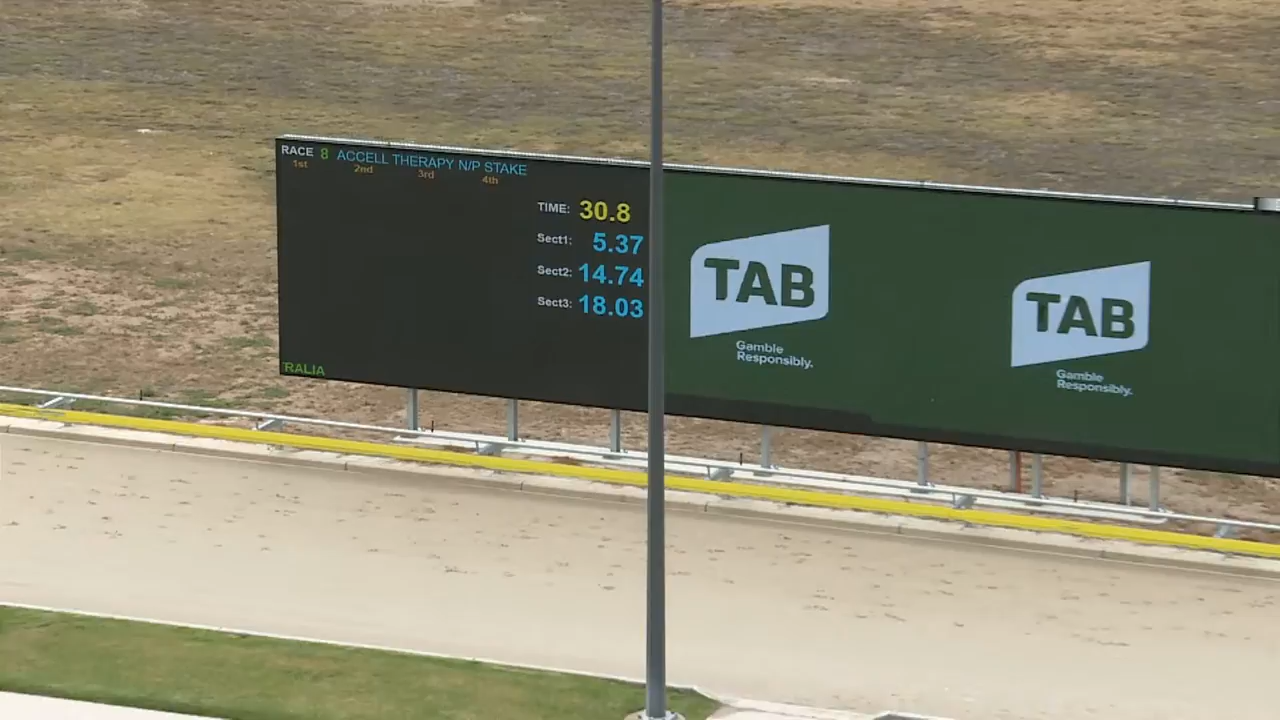 RACE 8 ACCELL THERAPY N/P STAKE
1st 2nd 3rd 4th
TIME: 30.8
Sect1: 5.37
Sect2: 14.74
Sect3: 18.03
RALIA
TAB
Gamble
Responsibly.
TAB
Gamble
Responsibly.